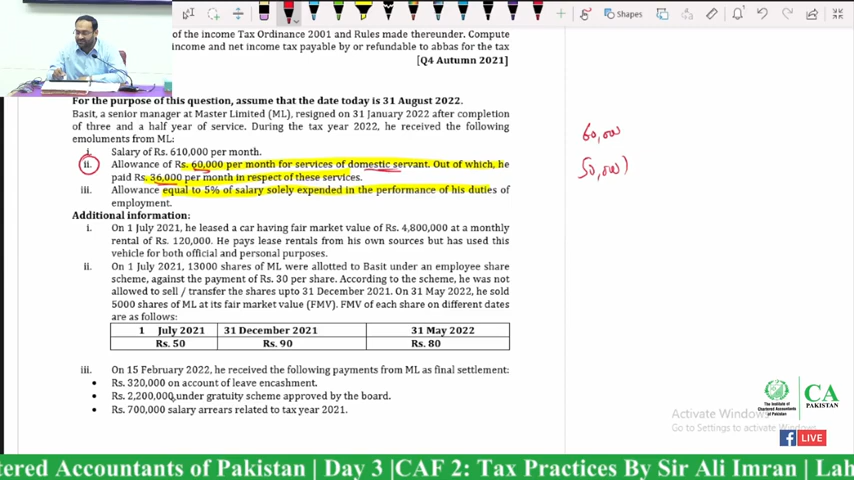 of the income Tax Ordinance 2001 and Rules made thereunder. Compute
income and net income tax payable by or refundable to abbas for the tax
[Q4 Autumn 2021]
For the purpose of this question, assume that the date today is 31 August 2022.
Basit, a senior manager at Master Limited (ML), resigned on 31 January 2022 after completion
of three and a half year of service. During the tax year 2022, he received the following
emoluments from ML:
i. Salary of Rs. 610,000 per month.
ii. Allowance of Rs. 60,000 per month for services of domestic servant. Out of which, he
paid Rs. 36,000 per month in respect of these services.
iii. Allowance equal to 5% of salary solely expended in the performance of his duties of
employment.
Additional information:
i. On 1 July 2021, he leased a car having fair market value of Rs. 4,800,000 at a monthly
rental of Rs. 120,000. He pays lease rentals from his own sources but has used this
vehicle for both official and personal purposes.
ii. On 1 July 2021, 13000 shares of ML were allotted to Basit under an employee share
scheme, against the payment of Rs. 30 per share. According to the scheme, he was not
allowed to sell / transfer the shares upto 31 December 2021. On 31 May 2022, he sold
5000 shares of ML at its fair market value (FMV). FMV of each share on different dates
are as follows:
1 July 2021 31 December 2021 31 May 2022
Rs. 50 Rs. 90 Rs. 80
iii. On 15 February 2022, he received the following payments from ML as final settlement:
• Rs. 320,000 on account of leave encashment.
• Rs. 2,200,000 under gratuity scheme approved by the board.
• Rs. 700,000 salary arrears related to tax year 2021.
Shapes
60,000
50,000)
Activate Windows
Go to Settings to activate Windows
The Institute of
Chartered Accountants
of Pakistan
CA
PAKISTAN
LIVE
tered Accountants of Pakistan | Day 3 |CAF 2: Tax Practices By Sir Ali Imran | Lah